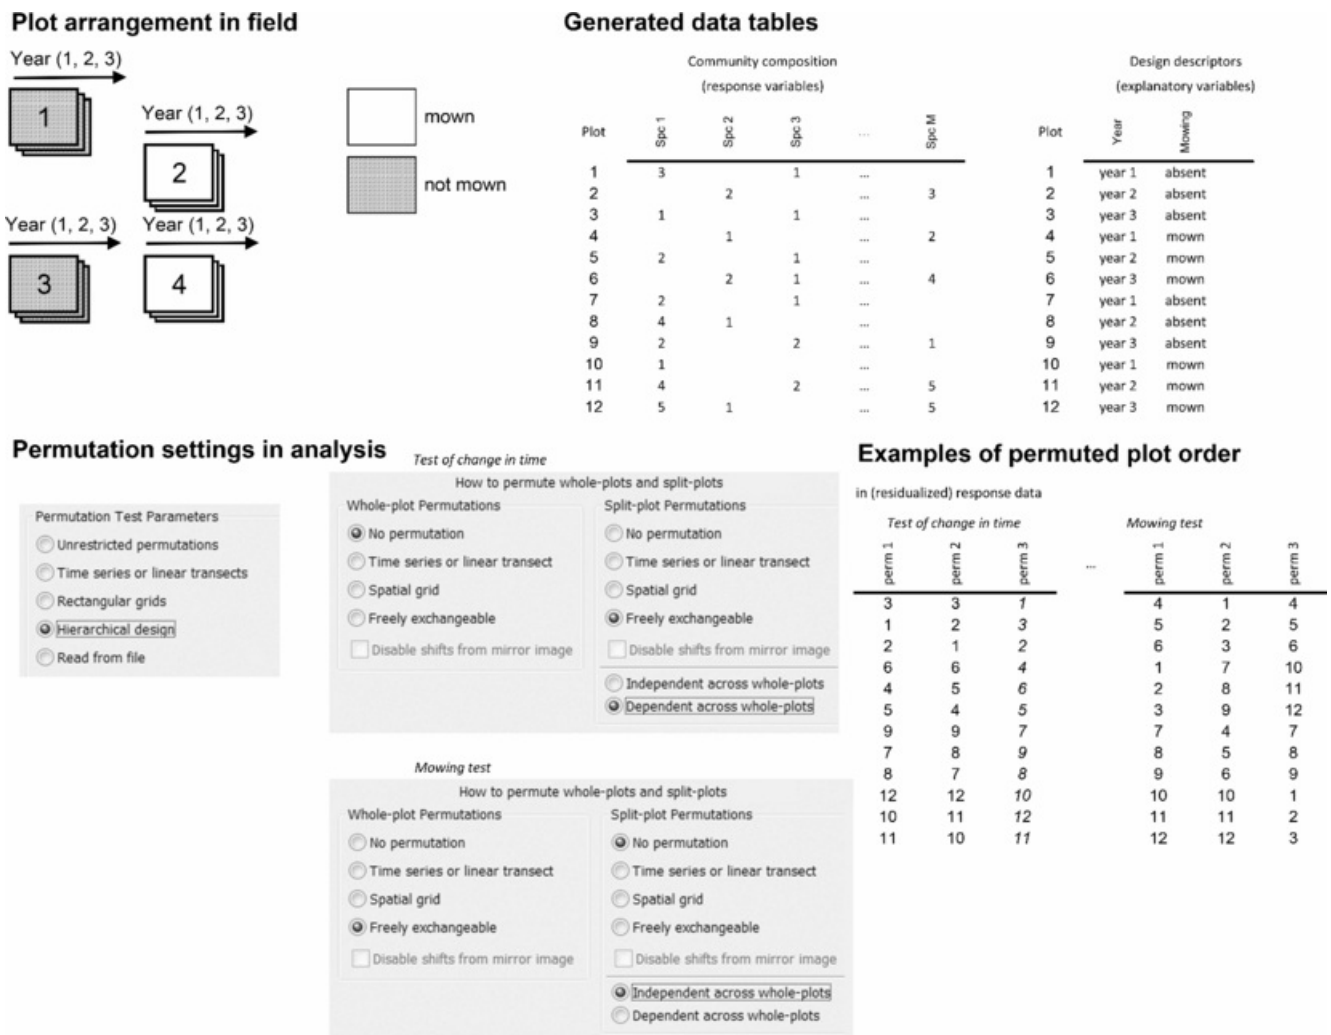 Plot arrangement in field
Year (1, 2, 3)
1
Year (1, 2, 3)
2
Year (1, 2, 3)
3
Year (1, 2, 3)
4
mown
not mown
Generated data tables
Community composition
(response variables)
Plot Spc 1 Spc 2 Spc 3 ... Spc M
1 3 1 ...
2 2 ... 3
3 1 1 ...
4 1 ... 2
5 2 1 ...
6 2 1 ... 4
7 2 1 ...
8 4 1 ...
9 2 2 ... 1
10 1 ...
11 4 2 ... 5
12 5 1 ... 5
Design descriptors
(explanatory variables)
Plot Year Mowing
1 year 1 absent
2 year 2 absent
3 year 3 absent
4 year 1 mown
5 year 2 mown
6 year 3 mown
7 year 1 absent
8 year 2 absent
9 year 3 absent
10 year 1 mown
11 year 2 mown
12 year 3 mown
Permutation settings in analysis
Permutation Test Parameters
Unrestricted permutations
Time series or linear transects
Rectangular grids
Hierarchical design
Read from file
Test of change in time
How to permute whole-plots and split-plots
Whole-plot Permutations
No permutation
Time series or linear transect
Spatial grid
Freely exchangeable
Disable shifts from mirror image
Split-plot Permutations
No permutation
Time series or linear transect
Spatial grid
Freely exchangeable
Disable shifts from mirror image
Independent across whole-plots
Dependent across whole-plots
Mowing test
How to permute whole-plots and split-plots
Whole-plot Permutations
No permutation
Time series or linear transect
Spatial grid
Freely exchangeable
Disable shifts from mirror image
Split-plot Permutations
No permutation
Time series or linear transect
Spatial grid
Freely exchangeable
Disable shifts from mirror image
Independent across whole-plots
Dependent across whole-plots
Examples of permuted plot order
in (residualized) response data
Test of change in time
perm 1 perm 2 perm 3 ...
3 3 1
1 2 3
2 1 2
6 6 4
4 5 6
5 4 5
9 9 7
7 8 9
8 7 8
12 12 10
10 11 12
11 10 11
Mowing test
perm 1 perm 2 perm 3
4 1 4
5 2 5
6 3 6
1 7 10
2 8 11
3 9 12
7 4 7
8 5 8
9 6 9
10 10 1
11 11 2
12 12 3